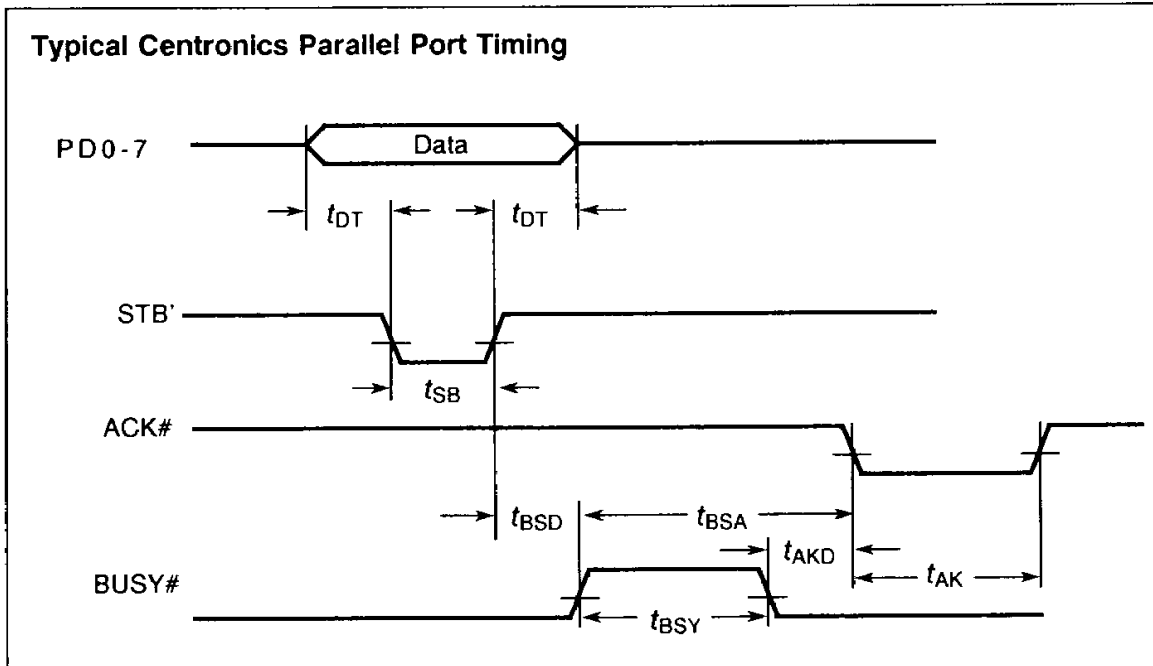 Typical Centronics Parallel Port Timing
PD0-7
Data
tDT
tDT
STB'
tSB
ACK#
tBSD
tBSA
tAKD
tAK
BUSY#
tBSY